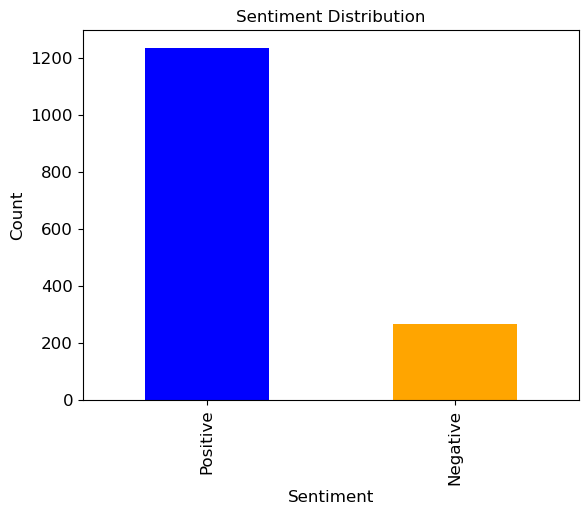 Sentiment Distribution
Count
1200
1000
800
600
400
200
0
Positive
Negative
Sentiment